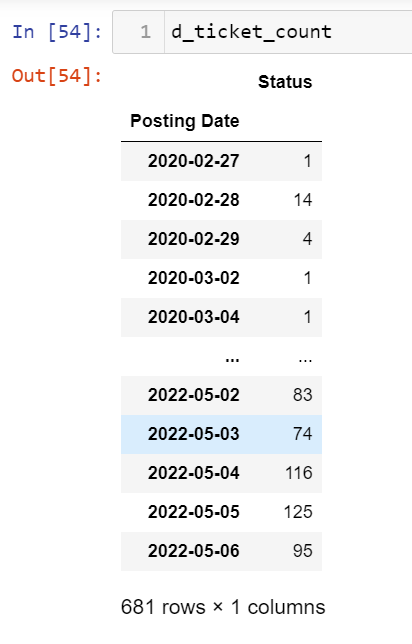 In [54]: 1 d_ticket_count
Out[54]:
Status
Posting Date
2020-02-27 1
2020-02-28 14
2020-02-29 4
2020-03-02 1
2020-03-04 1
... ...
2022-05-02 83
2022-05-03 74
2022-05-04 116
2022-05-05 125
2022-05-06 95
681 rows × 1 columns